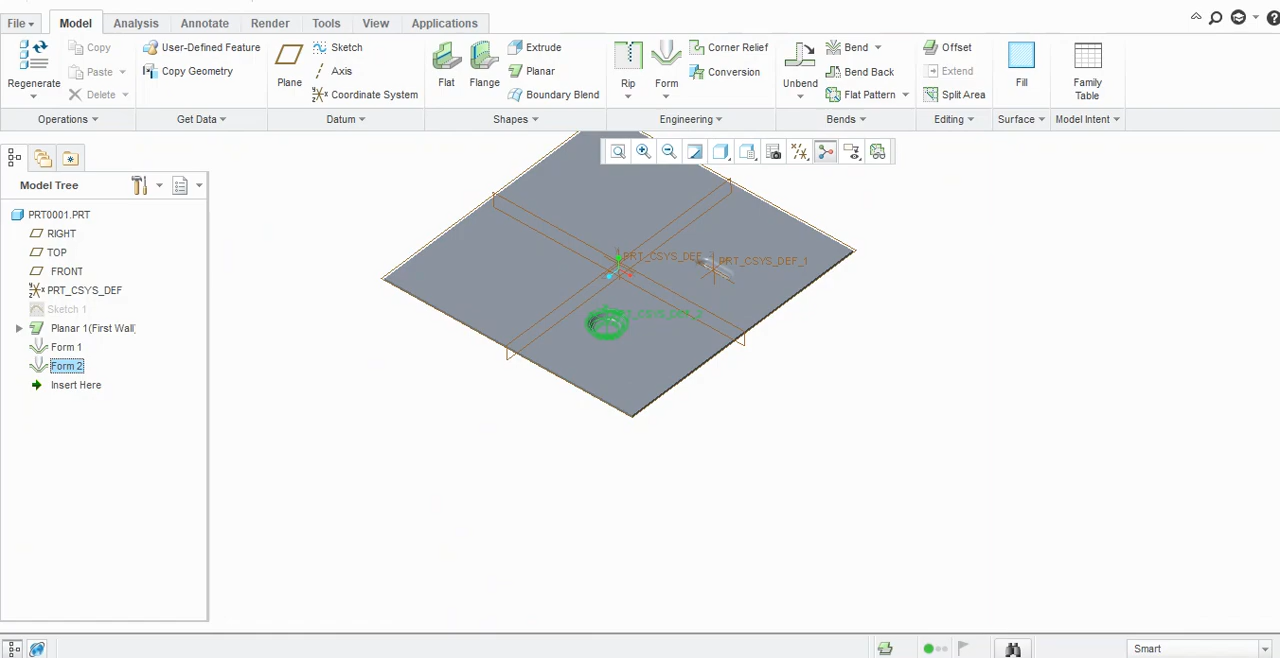 File
Model
Analysis
Annotate
Render
Tools
View
Applications
Regenerate
Copy
Paste
Delete
Operations
User-Defined Feature
Copy Geometry
Get Data
Plane
Sketch
Axis
Coordinate System
Datum
Flat
Flange
Extrude
Planar
Boundary Blend
Shapes
Rip
Form
Corner Relief
Conversion
Engineering
Unbend
Bend
Bend Back
Flat Pattern
Bends
Offset
Extend
Split Area
Editing
Fill
Surface
Family
Table
Model Intent
Model Tree
PRT0001.PRT
RIGHT
TOP
FRONT
PRT_CSYS_DEF
Sketch 1
Planar 1(First Wall)
Form 1
Form 2
Insert Here
PRT_CSYS_DEF
PRT_CSYS_DEF_1
Smart